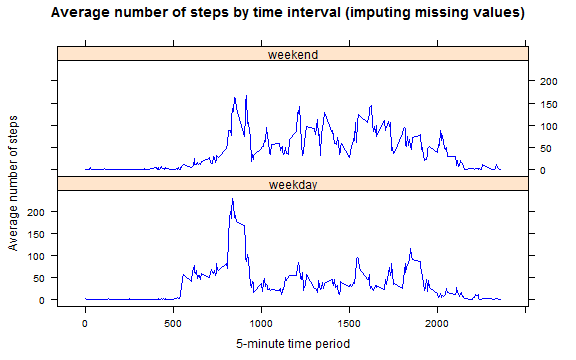 Average number of steps by time interval (imputing missing values)
weekend
200
150
100
50
0
weekday
200
150
100
50
0
Average number of steps
0 500 1000 1500 2000
5-minute time period